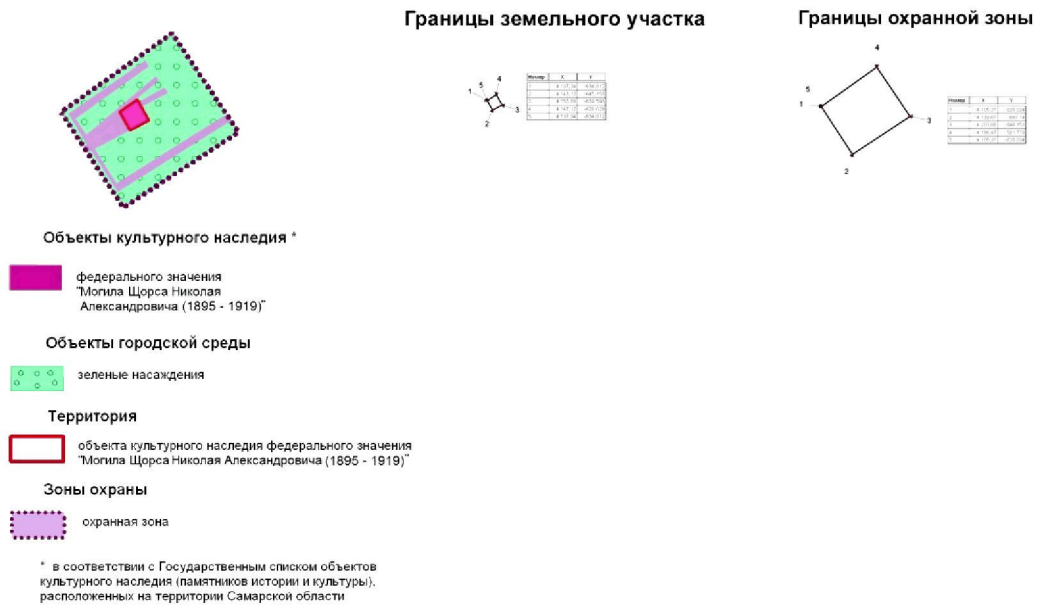 Границы земельного участка
5 4
1
3
2
Номер X Y
Границы охранной зоны
4
5
1
3
2
Номер X Y
Объекты культурного наследия *
федерального значения
"Могила Щорса Николая
Александровича (1895 - 1919)"
Объекты городской среды
зеленые насаждения
Территория
объекта культурного наследия федерального значения
"Могила Щорса Николая Александровича (1895 - 1919)"
Зоны охраны
охранная зона
* в соответствии с Государственным списком объектов
культурного наследия (памятников истории и культуры),
расположенных на территории Самарской области